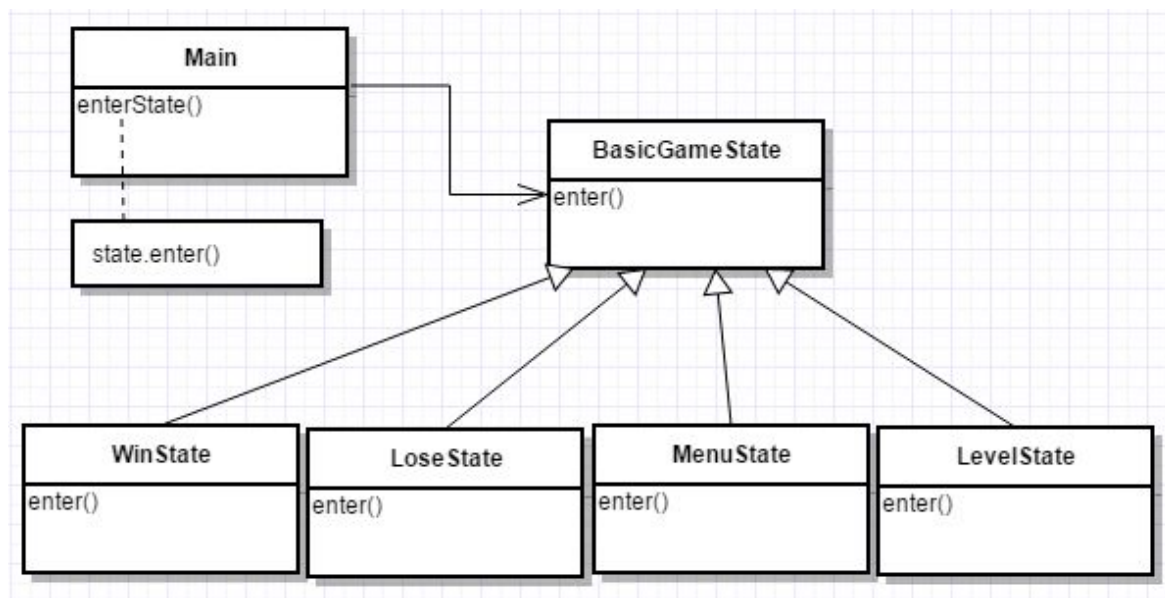 Main
enterState()
BasicGameState
enter()
state.enter()
WinState
enter()
LoseState
enter()
MenuState
enter()
LevelState
enter()